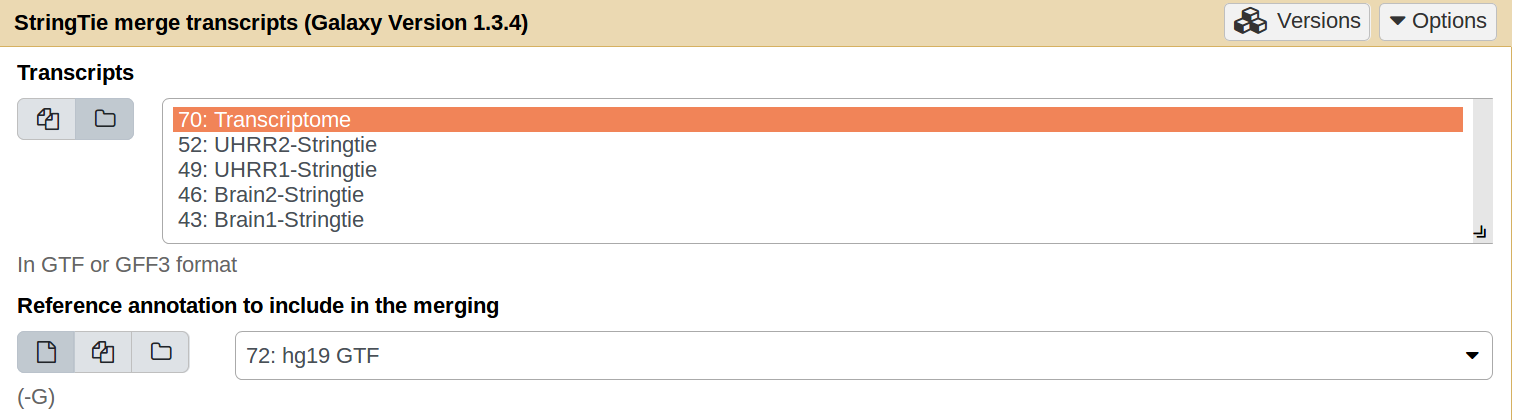 StringTie merge transcripts (Galaxy Version 1.3.4)
Versions
Options
Transcripts
70: Transcriptome
52: UHRR2-Stringtie
49: UHRR1-Stringtie
46: Brain2-Stringtie
43: Brain1-Stringtie
In GTF or GFF3 format
Reference annotation to include in the merging
72: hg19 GTF
(-G)